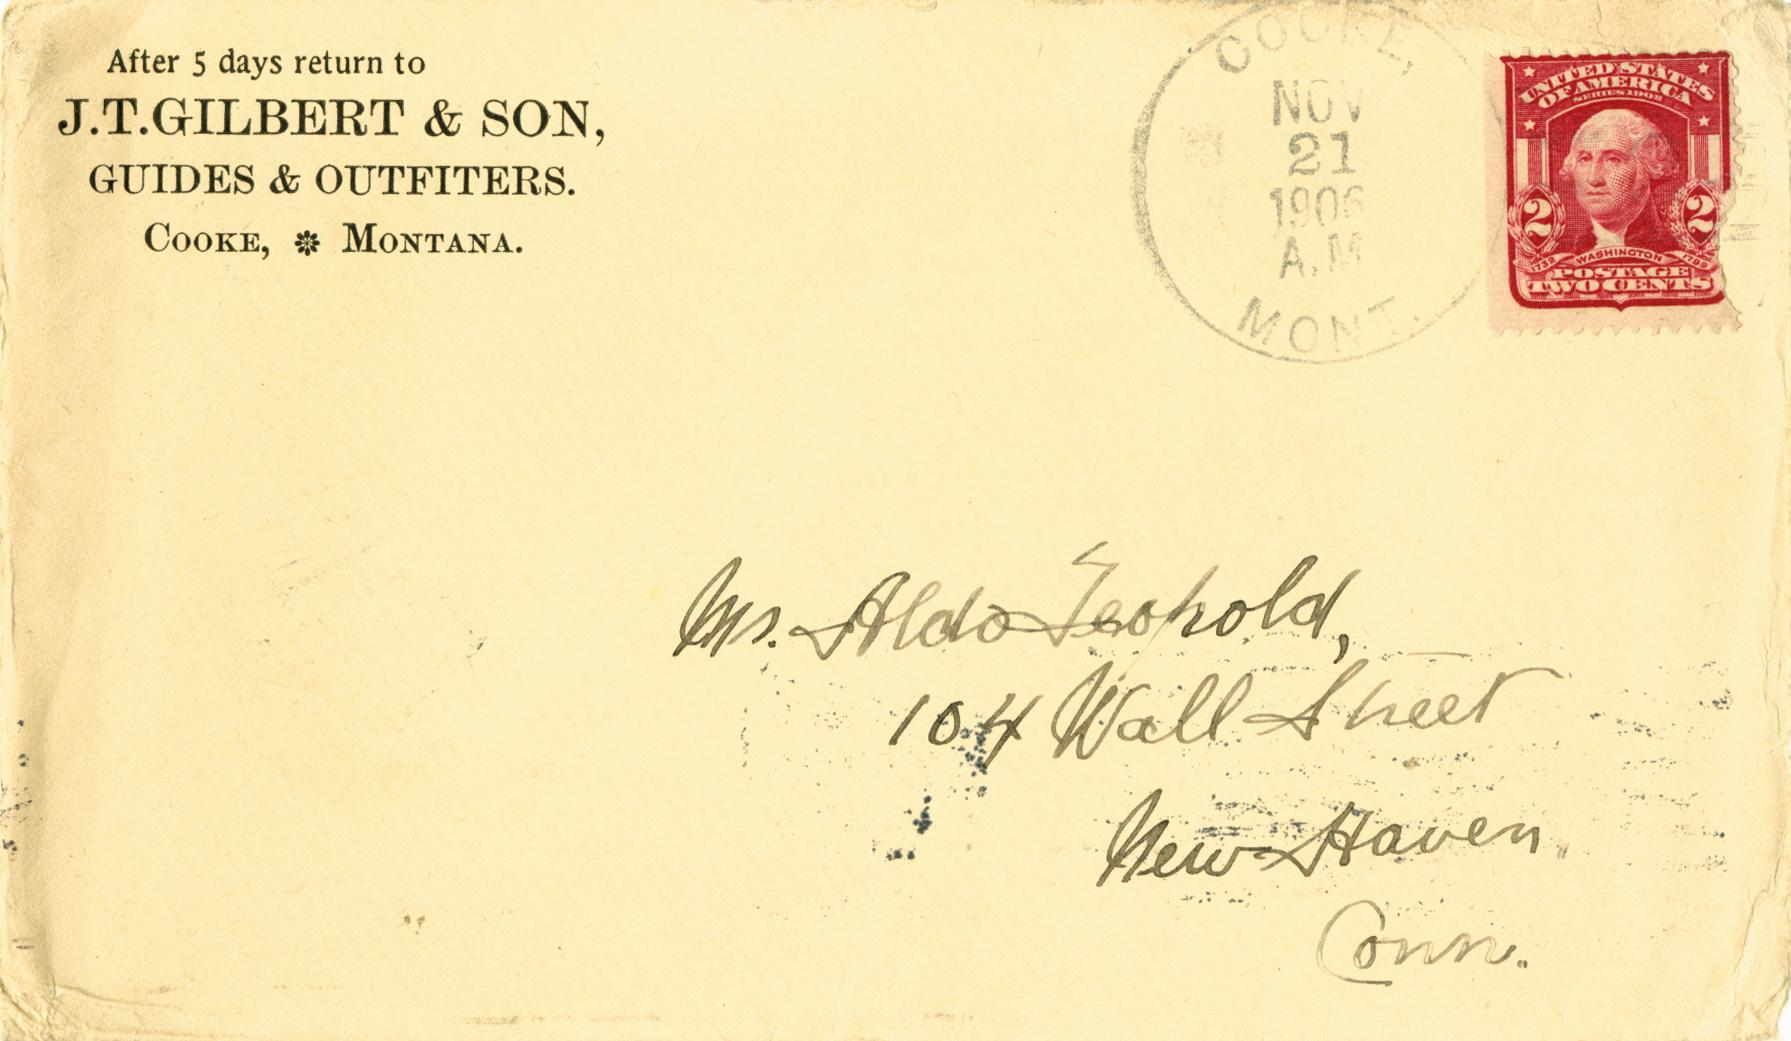 After 5 days return to
J.T.GILBERT & SON,
GUIDES & OUTFITERS.
COOKE, ❋ MONTANA.
COOKE,
NOV
21
1906
A.M
MONT.
UNITED STATES
OF AMERICA
SERIES 1902
2 2
1732 WASHINGTON 1799
POSTAGE
TWO CENTS
Mr. Aldo Leopold,
104 Wall Street
New Haven,
Conn.